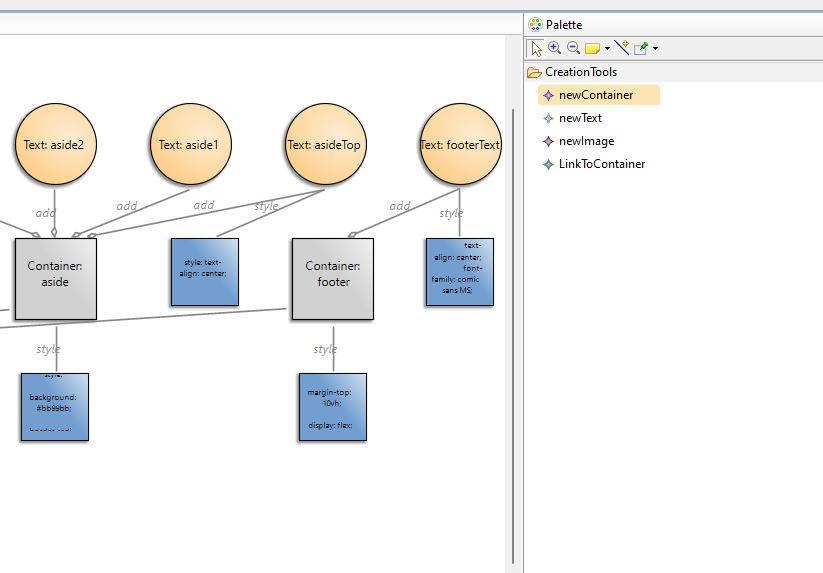 Palette
CreationTools
newContainer
newText
newImage
LinkToContainer
Text: aside2
Text: aside1
Text: asideTop
Text: footerText
add
add
add
style
add
style
Container:
aside
style: text-
align: center;
Container:
footer
text-
align: center;
font-
family: comic
sans MS;
style
style
background:
#bb99bb;
margin-top:
10vh;
display: flex;